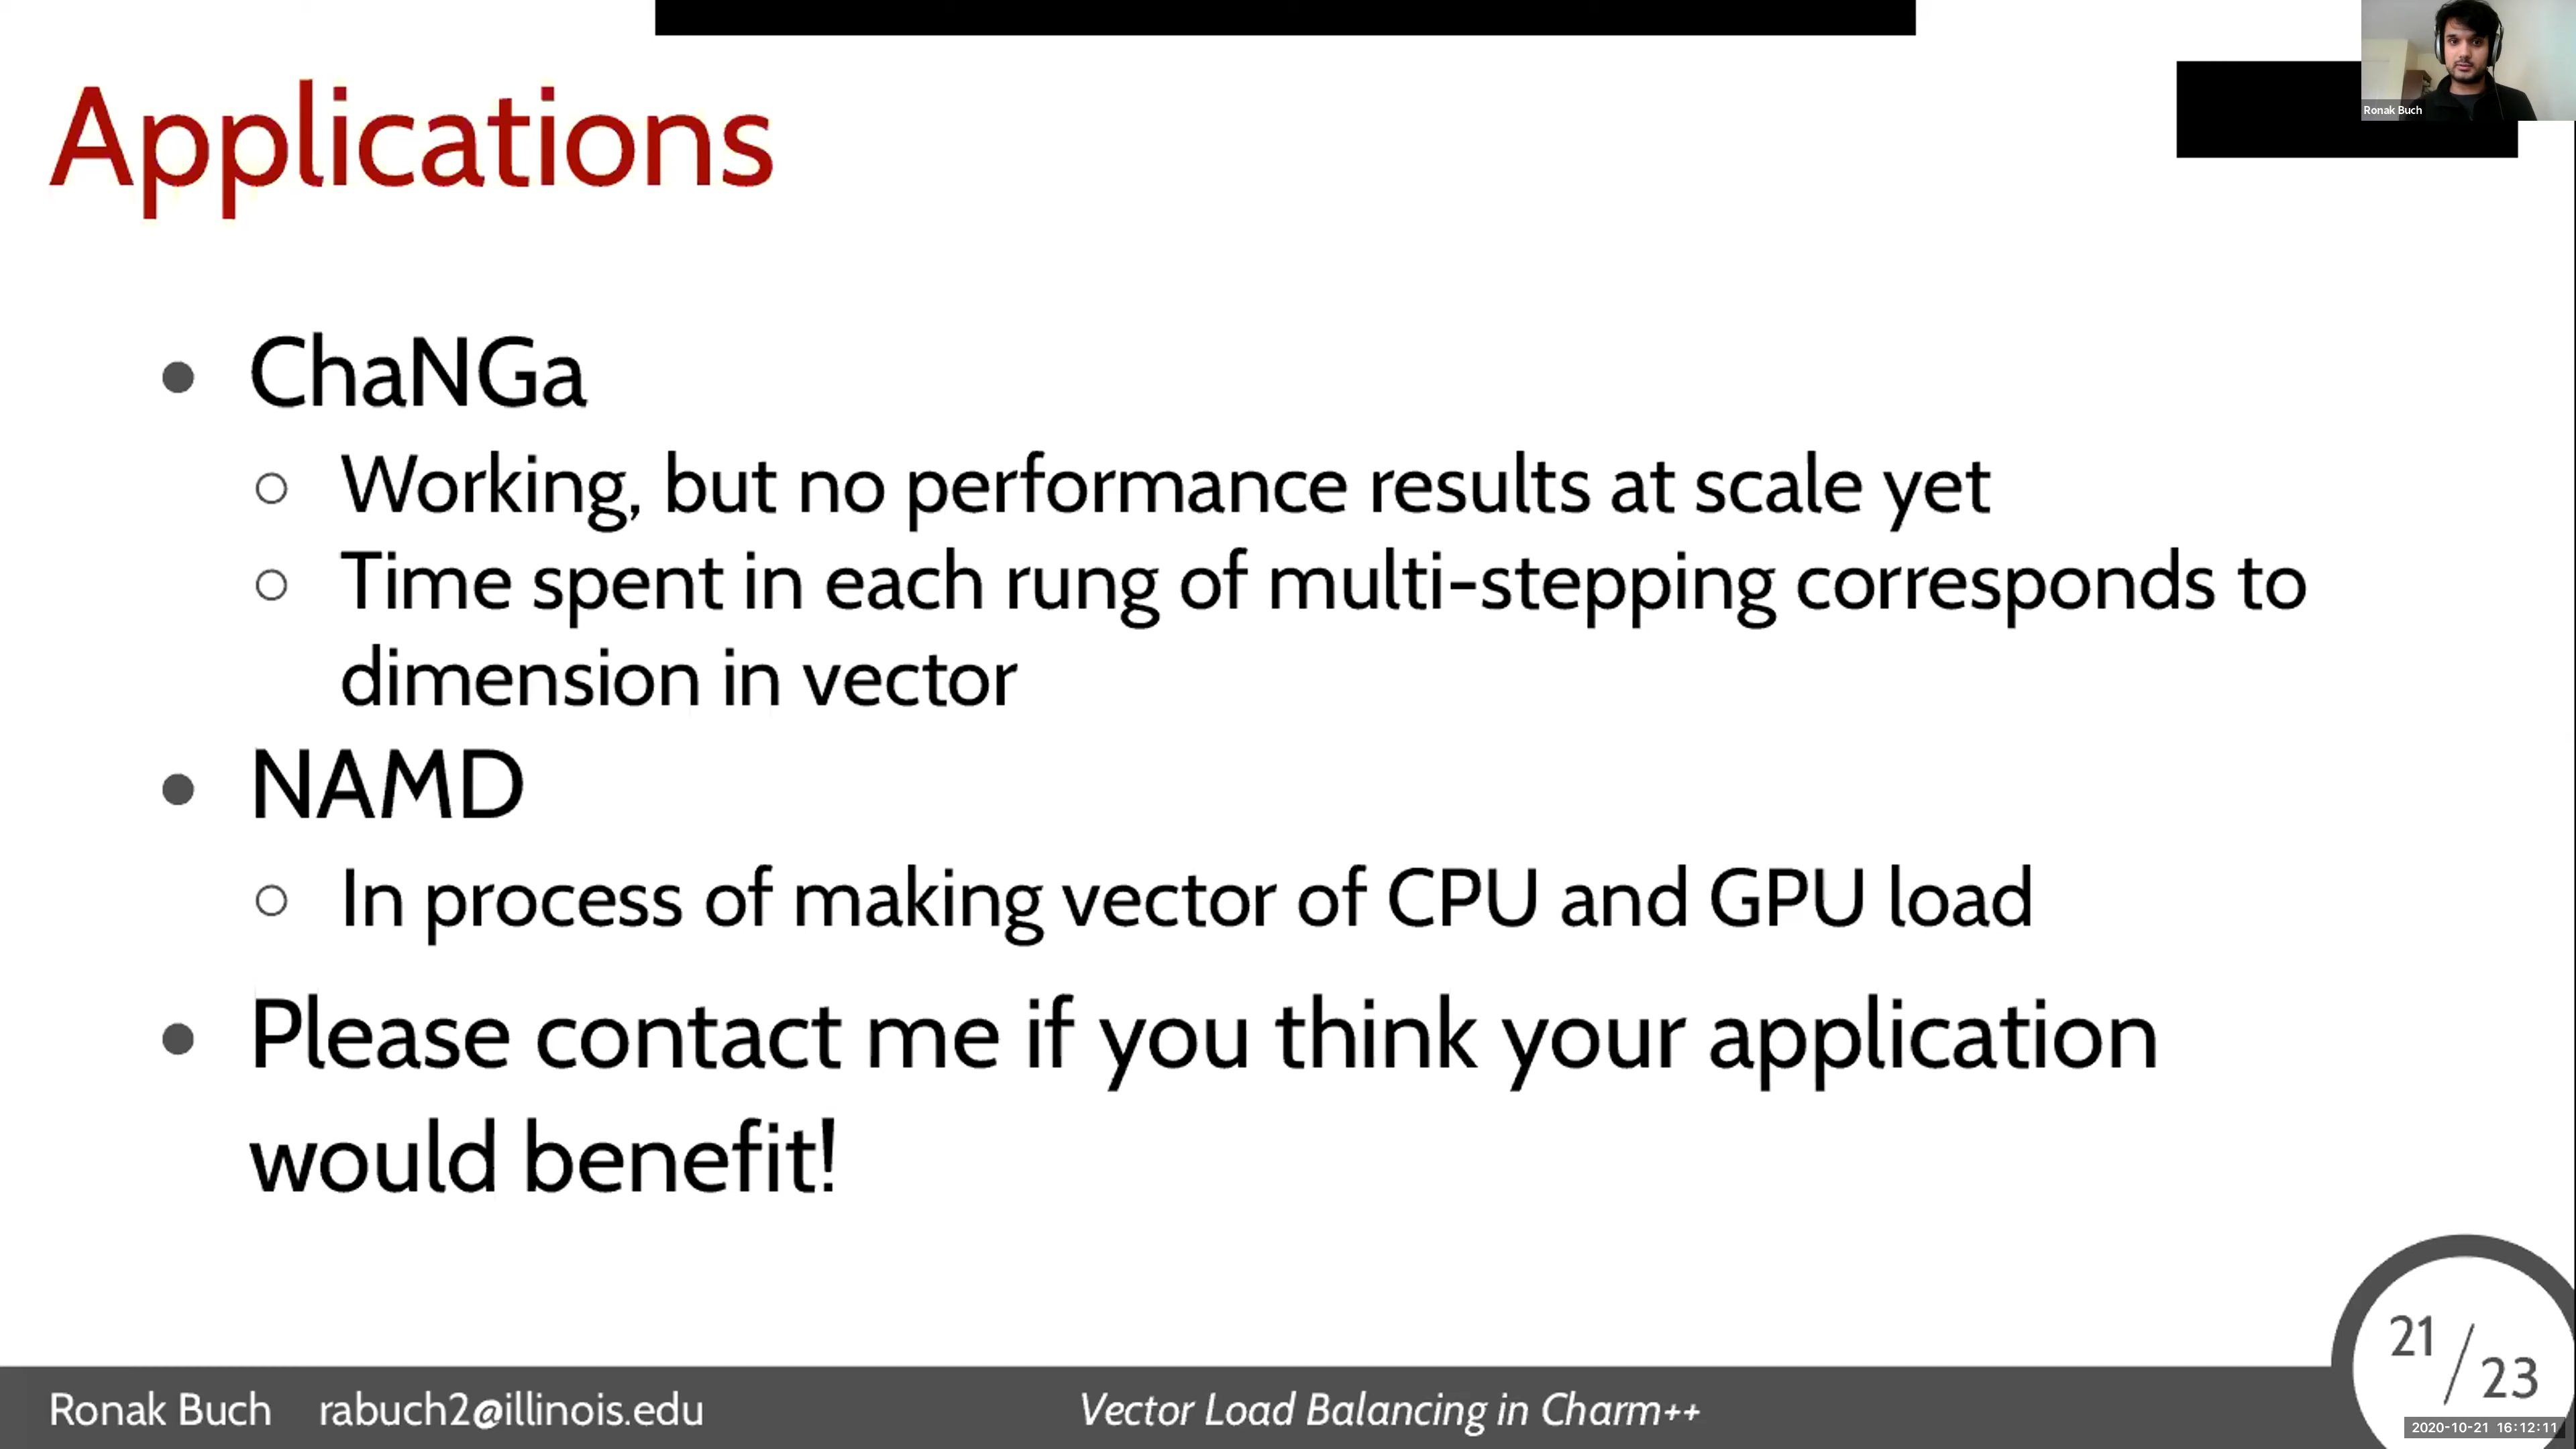 Ronak Buch
Applications
ChaNGa
Working, but no performance results at scale yet
Time spent in each rung of multi-stepping corresponds to
dimension in vector
NAMD
In process of making vector of CPU and GPU load
Please contact me if you think your application
would benefit!
21/23
Ronak Buch rabuch2@illinois.edu Vector Load Balancing in Charm++
2020-10-21 16:12:11